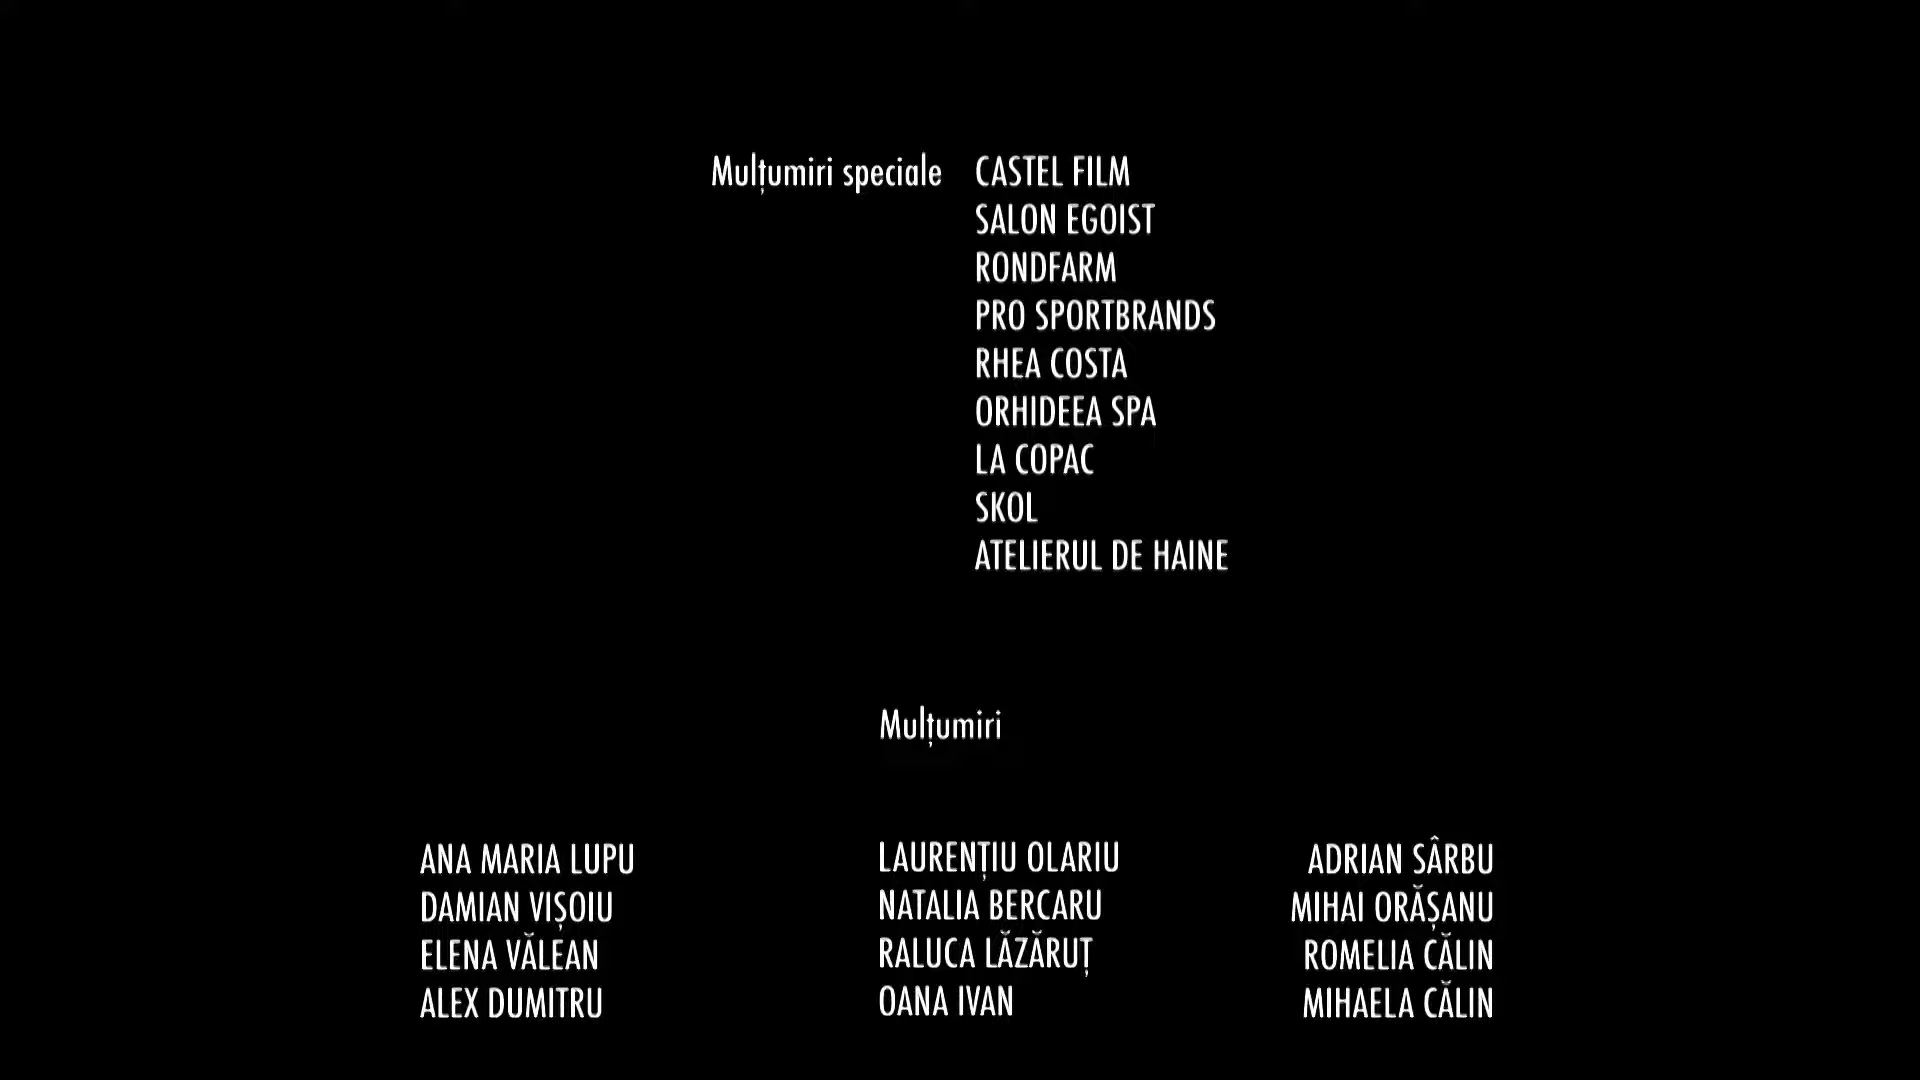 Mulțumiri speciale CASTEL FILM
SALON EGOIST
RONDFARM
PRO SPORTBRANDS
RHEA COSTA
ORHIDEEA SPA
LA COPAC
SKOL
ATELIERUL DE HAINE
Mulțumiri
ANA MARIA LUPU LAURENȚIU OLARIU ADRIAN SÂRBU
DAMIAN VIȘOIU NATALIA BERCARU MIHAI ORĂȘANU
ELENA VĂLEAN RALUCA LĂZĂRUȚ ROMELIA CĂLIN
ALEX DUMITRU OANA IVAN MIHAELA CĂLIN